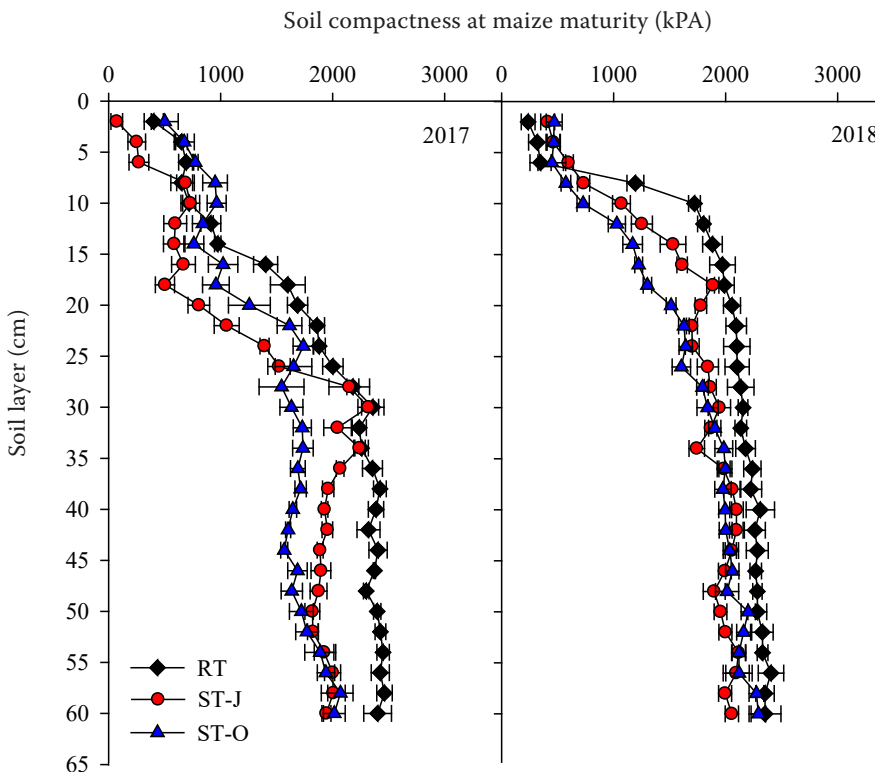 Soil compactness at maize maturity (kPA)
0 1000 2000 3000 0 1000 2000 3000
0
2017
2018
5
10
15
20
25
30
Soil layer (cm)
35
40
45
50
55
RT
ST-J
60
ST-O
65